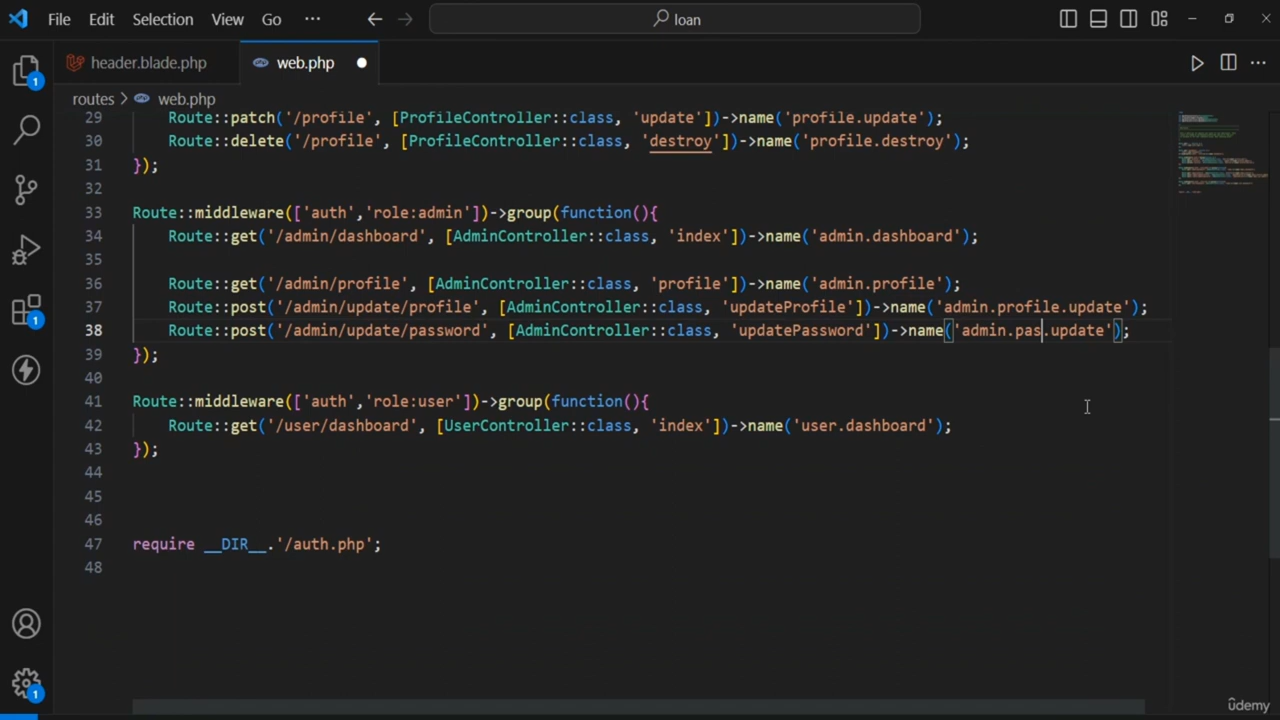 File Edit Selection View Go ··· loan
header.blade.php web.php
routes > web.php
29 Route::patch('/profile', [ProfileController::class, 'update'])->name('profile.update');
30 Route::delete('/profile', [ProfileController::class, 'destroy'])->name('profile.destroy');
31 });
32
33 Route::middleware(['auth','role:admin'])->group(function(){
34 Route::get('/admin/dashboard', [AdminController::class, 'index'])->name('admin.dashboard');
35
36 Route::get('/admin/profile', [AdminController::class, 'profile'])->name('admin.profile');
37 Route::post('/admin/update/profile', [AdminController::class, 'updateProfile'])->name('admin.profile.update');
38 Route::post('/admin/update/password', [AdminController::class, 'updatePassword'])->name('admin.pas.update');
39 });
40
41 Route::middleware(['auth','role:user'])->group(function(){
42 Route::get('/user/dashboard', [UserController::class, 'index'])->name('user.dashboard');
43 });
44
45
46
47 require __DIR__.'/auth.php';
48
1
1
1
udemy